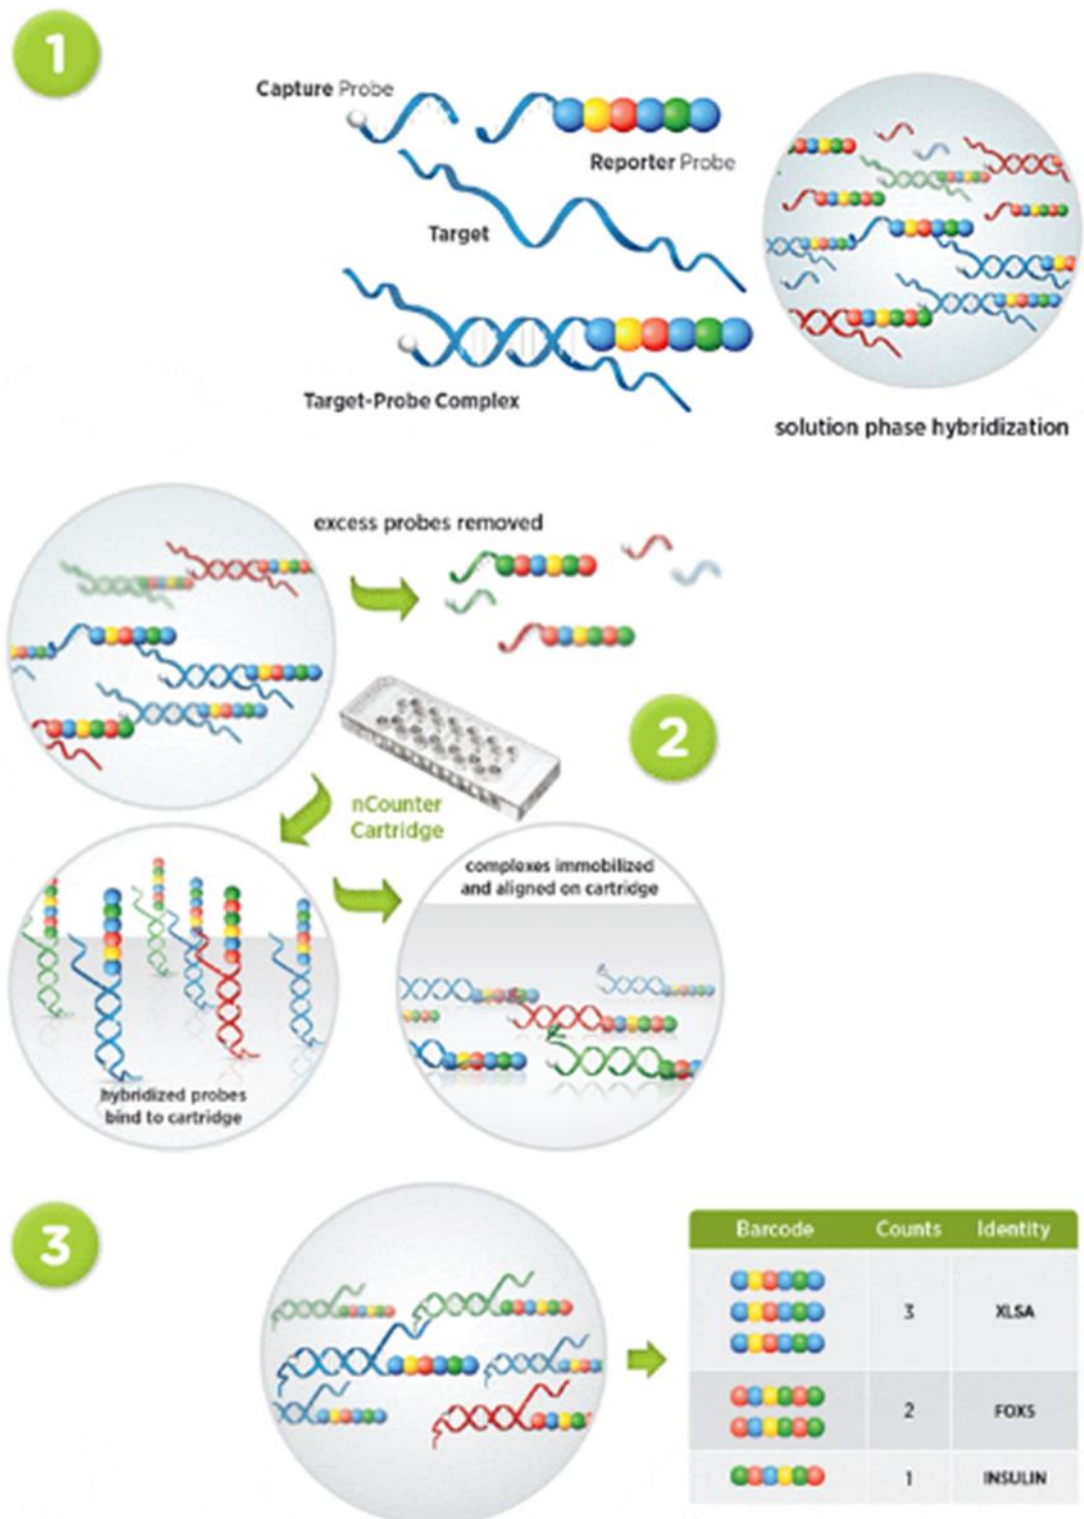 1
Capture Probe
Reporter Probe
Target
Target-Probe Complex
solution phase hybridization
excess probes removed
2
nCounter
Cartridge
complexes immobilized
and aligned on cartridge
hybridized probes
bind to cartridge
3
Barcode Counts Identity
3 XLSA
2 FOX5
1 INSULIN